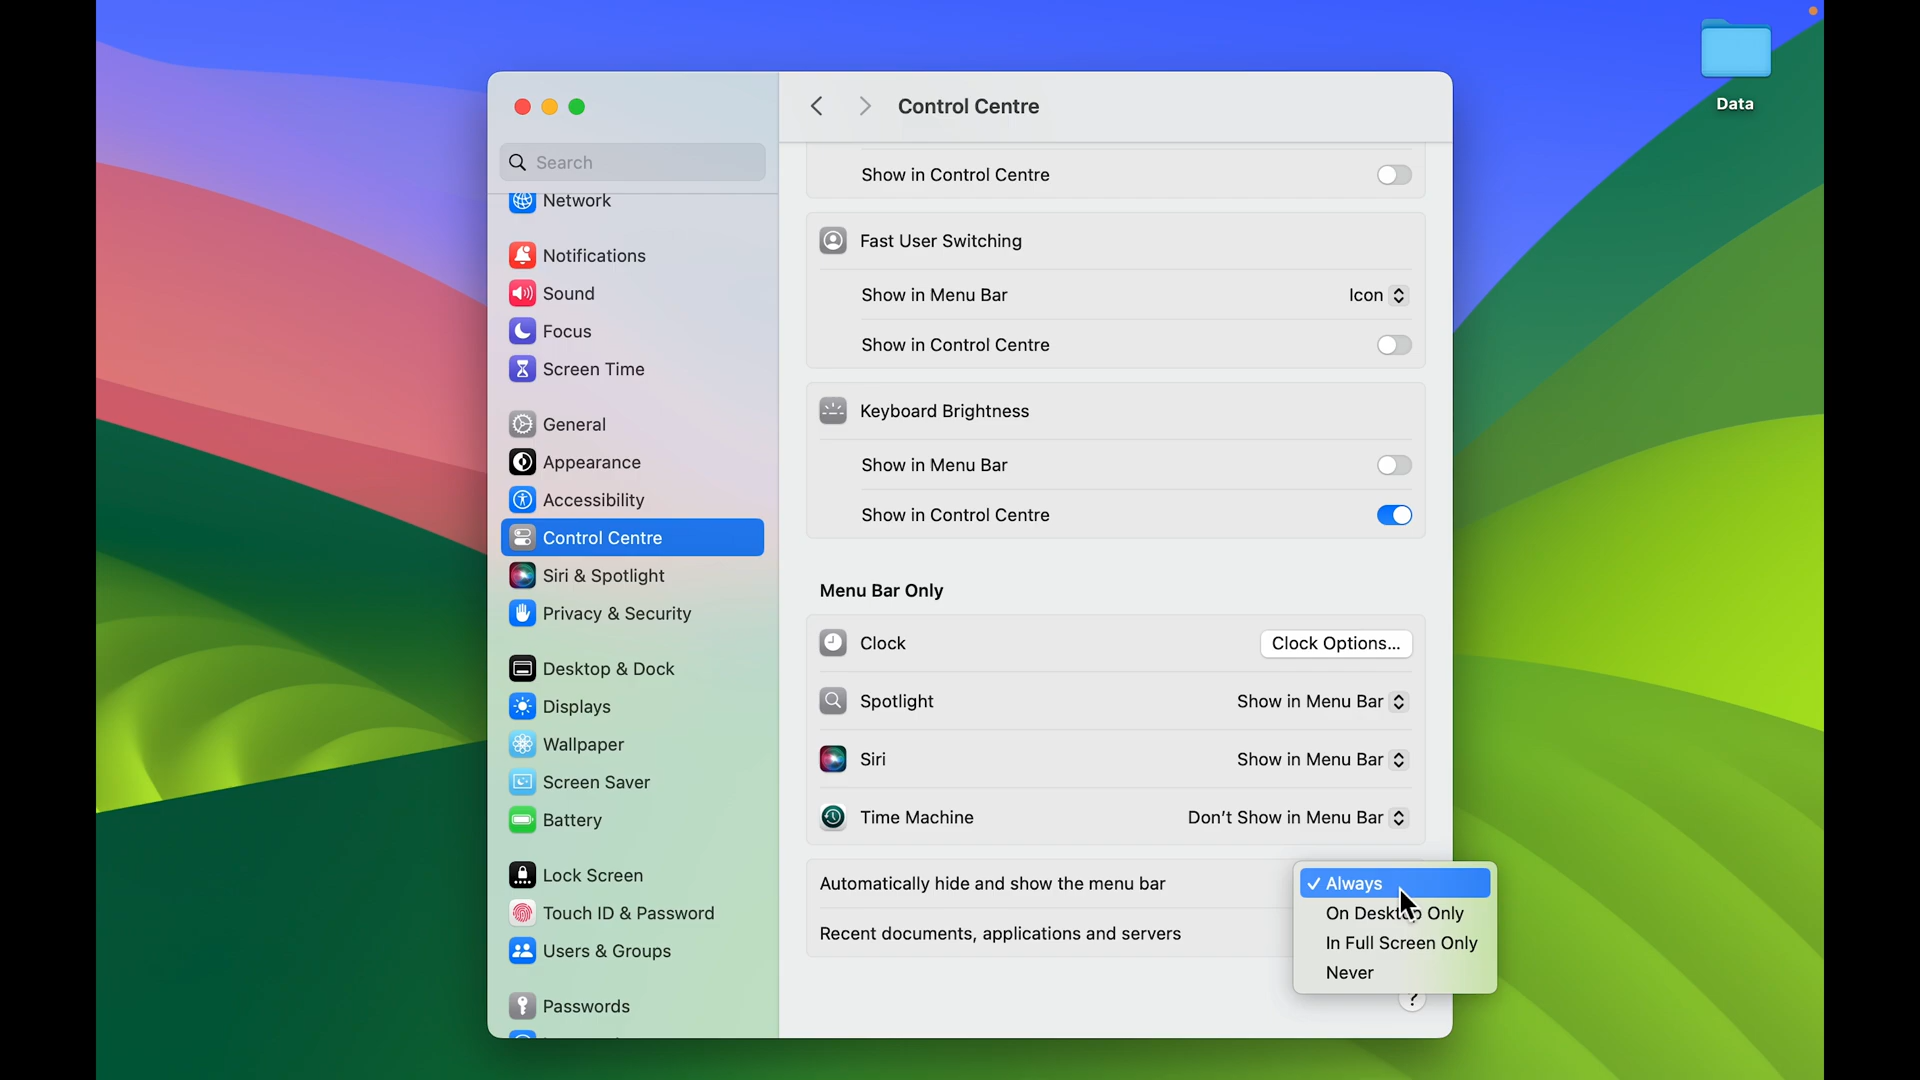 Data
Control Centre
Search
Network
Notifications
Sound
Focus
Screen Time
General
Appearance
Accessibility
Control Centre
Siri & Spotlight
Privacy & Security
Desktop & Dock
Displays
Wallpaper
Screen Saver
Battery
Lock Screen
Touch ID & Password
Users & Groups
Passwords
Show in Control Centre
Fast User Switching
Show in Menu Bar Icon
Show in Control Centre
Keyboard Brightness
Show in Menu Bar
Show in Control Centre
Menu Bar Only
Clock Clock Options...
Spotlight Show in Menu Bar
Siri Show in Menu Bar
Time Machine Don't Show in Menu Bar
Automatically hide and show the menu bar
Recent documents, applications and servers
✓ Always
On Desktop Only
In Full Screen Only
Never
?